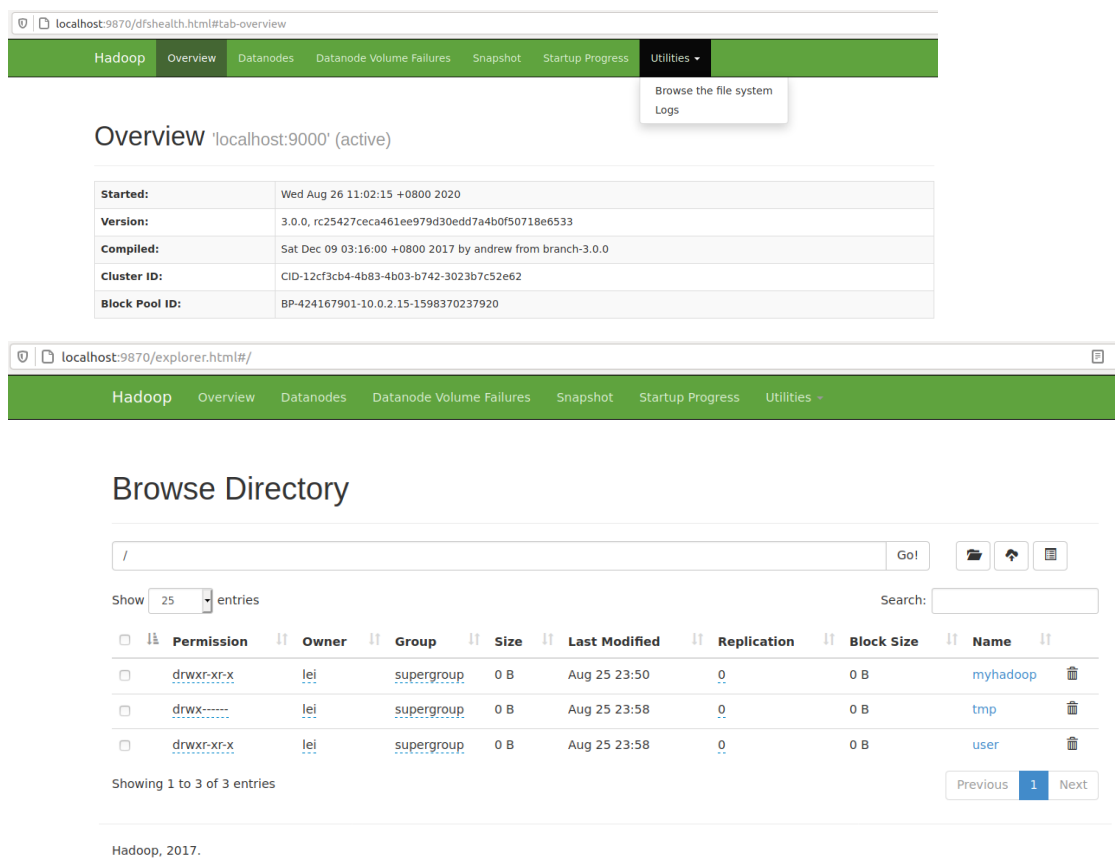 localhost:9870/dfshealth.html#tab-overview
Hadoop Overview Datanodes Datanode Volume Failures Snapshot Startup Progress Utilities
Browse the file system
Logs
Overview 'localhost:9000' (active)
Started: Wed Aug 26 11:02:15 +0800 2020
Version: 3.0.0, rc25427ceca461ee979d30edd7a4b0f50718e6533
Compiled: Sat Dec 09 03:16:00 +0800 2017 by andrew from branch-3.0.0
Cluster ID: CID-12cf3cb4-4b83-4b03-b742-3023b7c52e62
Block Pool ID: BP-424167901-10.0.2.15-1598370237920
localhost:9870/explorer.html#/
Hadoop Overview Datanodes Datanode Volume Failures Snapshot Startup Progress Utilities
Browse Directory
/ Go!
Show 25 entries Search:
Permission Owner Group Size Last Modified Replication Block Size Name
drwxr-xr-x lei supergroup 0 B Aug 25 23:50 0 0 B myhadoop
drwx------ lei supergroup 0 B Aug 25 23:58 0 0 B tmp
drwxr-xr-x lei supergroup 0 B Aug 25 23:58 0 0 B user
Showing 1 to 3 of 3 entries Previous 1 Next
Hadoop, 2017.